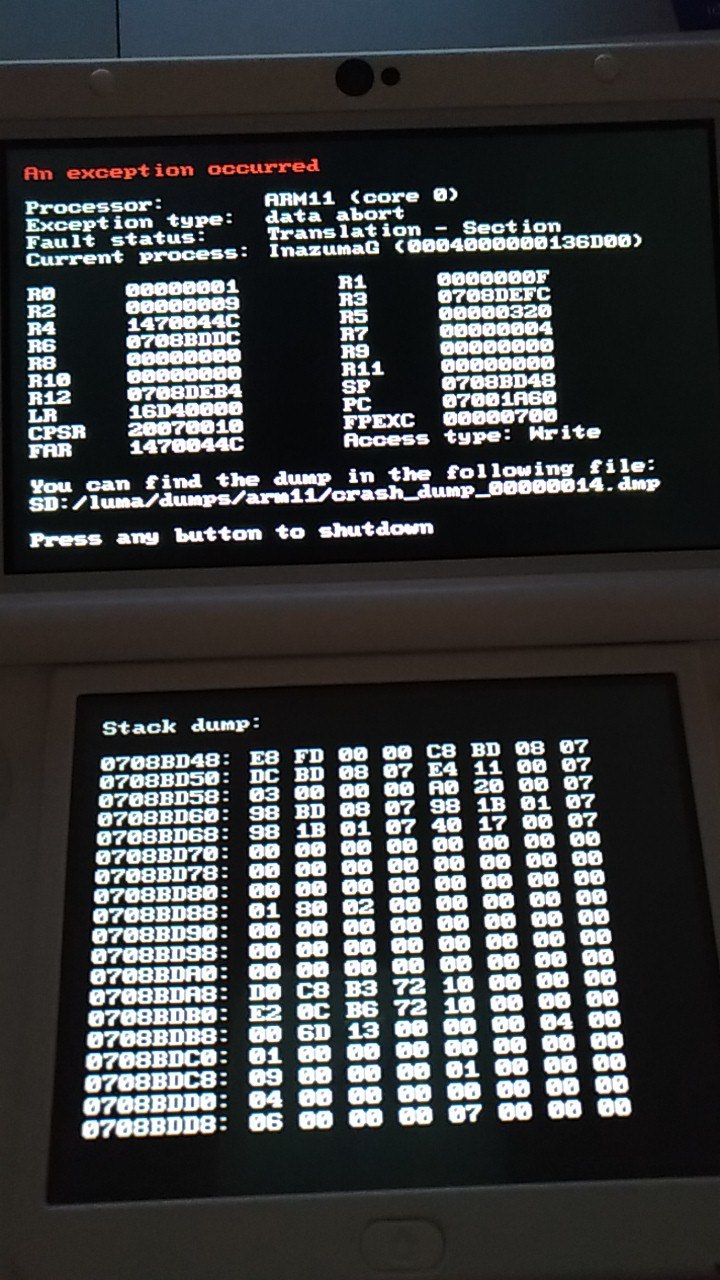 An exception occurred
Processor: ARM11 (core 0)
Exception type: data abort
Fault status: Translation - Section
Current process: InazumaG (0004000000136D00)
R0 00000001 R1 0000000F
R2 00000009 R3 0708DEFC
R4 1470044C R5 00000320
R6 0708BDDC R7 00000004
R8 00000000 R9 00000000
R10 00000000 R11 00000000
R12 0708DEB4 SP 0708BD48
LR 16D40000 PC 07001A60
CPSR 20070010 FPEXC 00000700
FAR 1470044C Access type: Write
You can find the dump in the following file:
SD:/luma/dumps/arm11/crash_dump_00000014.dmp
Press any button to shutdown
Stack dump:
0708BD48: E8 FD 00 00 C8 BD 08 07
0708BD50: DC BD 08 07 E4 11 00 07
0708BD58: 03 00 00 00 A0 20 00 07
0708BD60: 98 BD 08 07 98 1B 01 07
0708BD68: 98 1B 01 07 40 17 00 07
0708BD70: 00 00 00 00 00 00 00 00
0708BD78: 00 00 00 00 00 00 00 00
0708BD80: 00 00 00 00 00 00 00 00
0708BD88: 01 80 02 00 00 00 00 00
0708BD90: 00 00 00 00 00 00 00 00
0708BD98: 00 00 00 00 00 00 00 00
0708BDA0: 00 00 00 00 00 00 00 00
0708BDA8: D0 C8 B3 72 10 00 00 00
0708BDB0: E2 0C B6 72 10 00 00 00
0708BDB8: 00 6D 13 00 00 00 04 00
0708BDC0: 01 00 00 00 00 00 00 00
0708BDC8: 09 00 00 00 01 00 00 00
0708BDD0: 04 00 00 00 00 00 00 00
0708BDD8: 06 00 00 00 07 00 00 00